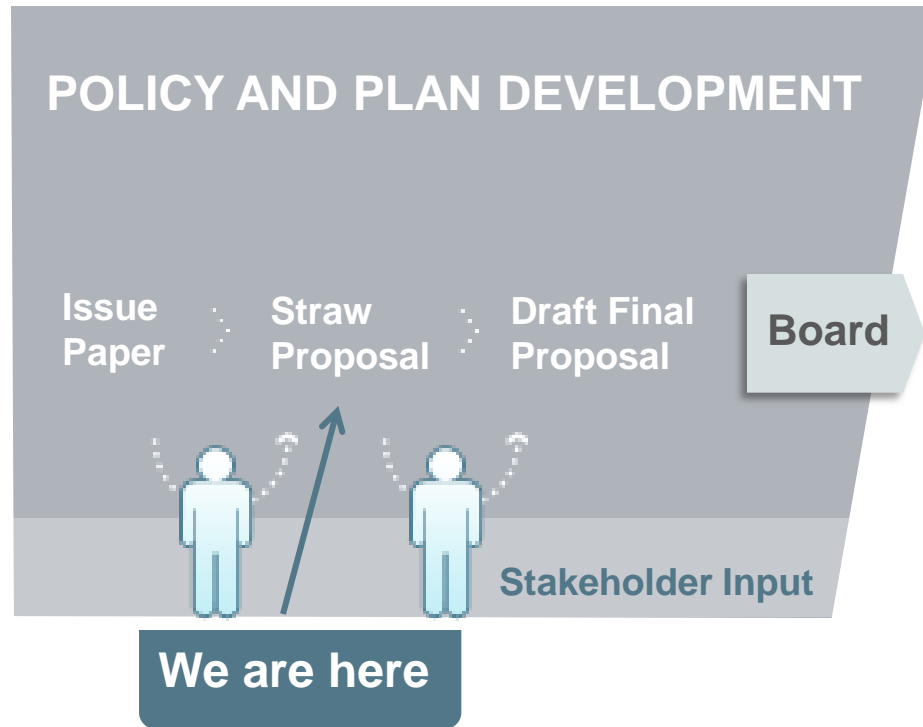 POLICY AND PLAN DEVELOPMENT
Issue
Paper
Straw
Proposal
Draft Final
Proposal
Board
Stakeholder Input
We are here